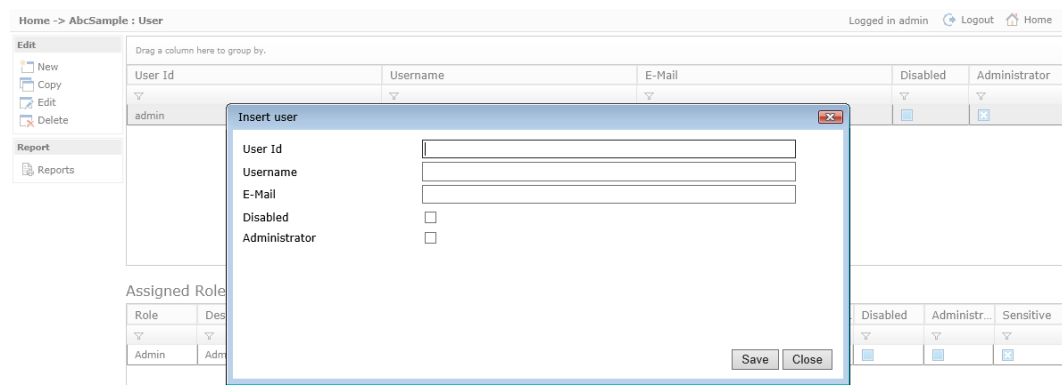 Home -> AbcSample : User
Logged in admin Logout Home
Edit
New
Copy
Edit
Delete
Report
Reports
Drag a column here to group by.
User Id Username E-Mail Disabled Administrator
admin
Insert user
User Id
Username
E-Mail
Disabled
Administrator
Save Close
Assigned Role
Role Des Disabled Administr... Sensitive
Admin Adm